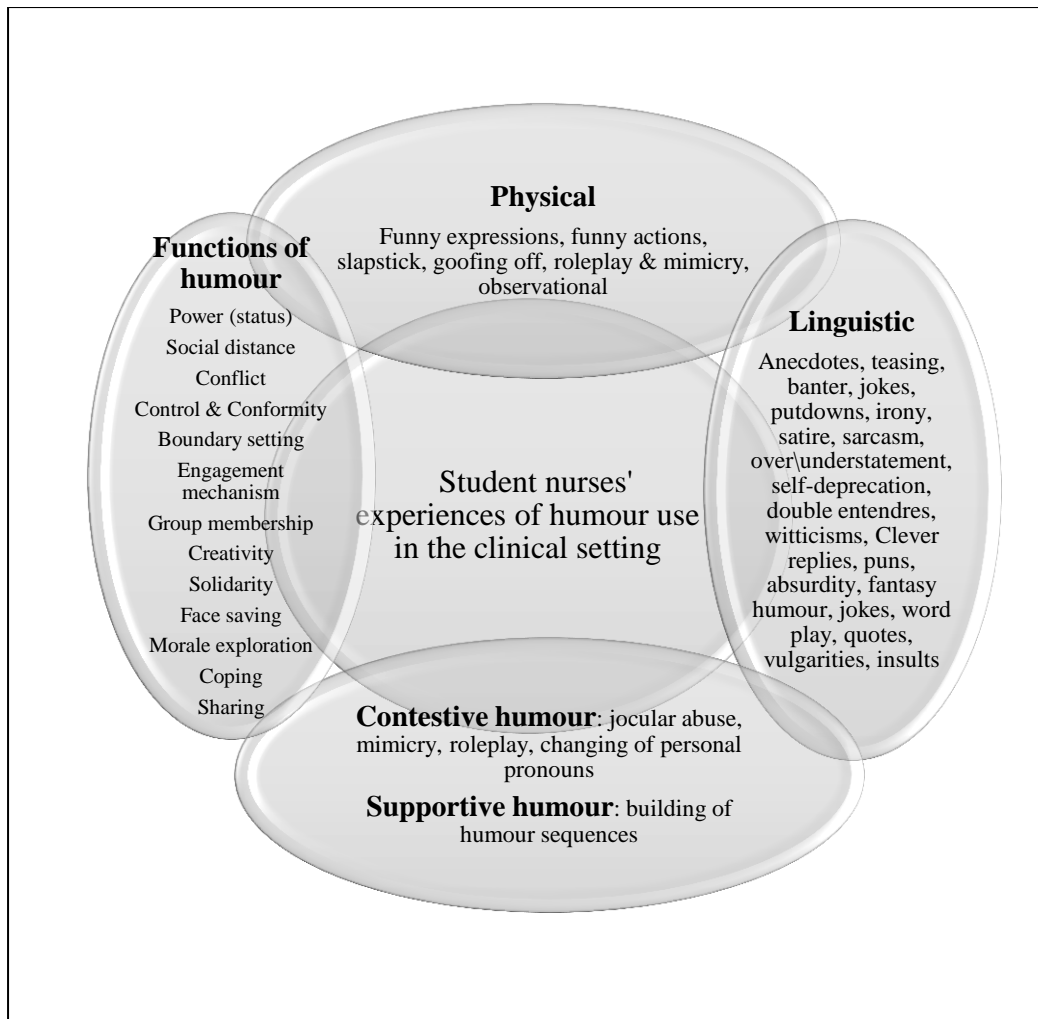 Physical
Funny expressions, funny actions,
slapstick, goofing off, roleplay & mimicry,
observational
Functions of
humour
Power (status)
Social distance
Conflict
Control & Conformity
Boundary setting
Engagement
mechanism
Group membership
Creativity
Solidarity
Face saving
Morale exploration
Coping
Sharing
Student nurses'
experiences of humour use
in the clinical setting
Linguistic
Anecdotes, teasing,
banter, jokes,
putdowns, irony,
satire, sarcasm,
over\understatement,
self-deprecation,
double entendres,
witticisms, Clever
replies, puns,
absurdity, fantasy
humour, jokes, word
play, quotes,
vulgarities, insults
Contestive humour: jocular abuse,
mimicry, roleplay, changing of personal
pronouns
Supportive humour: building of
humour sequences